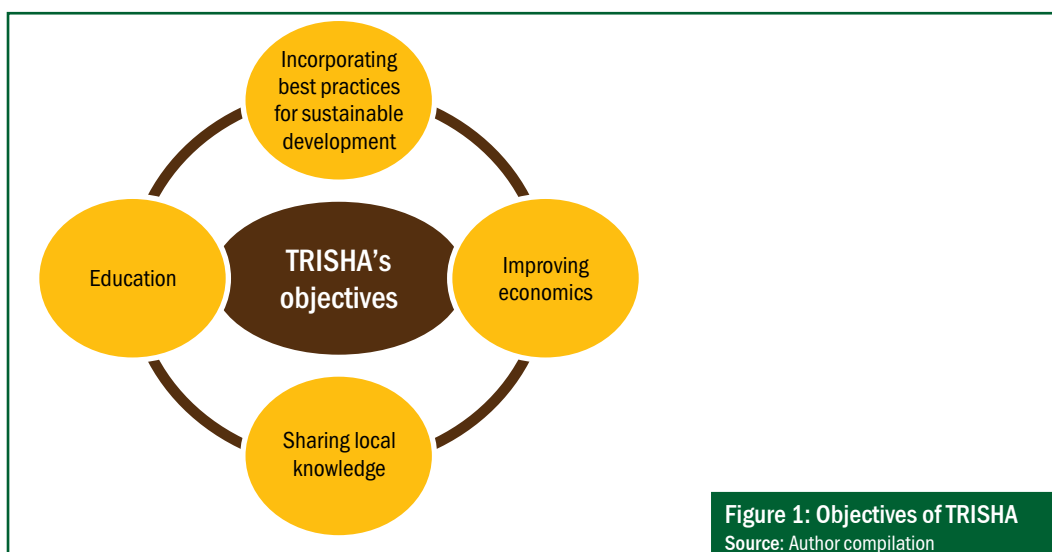 Incorporating
best practices
for sustainable
development
Education
TRISHA's
objectives
Improving
economics
Sharing local
knowledge
Figure 1: Objectives of TRISHA
Source: Author compilation